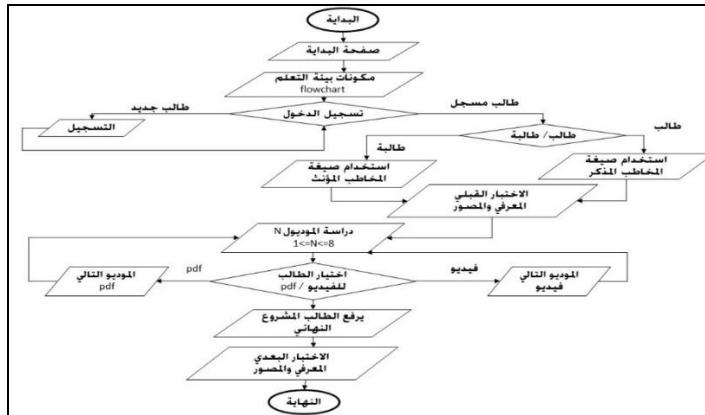 البداية
صفحة البداية
مكونات بيئة التعلم
flowchart
طالب جديد
طالب مسجل
تسجيل الدخول
التسجيل
طالب/ طالبة
طالب
طالبة
استخدام صيغة
المخاطب المذكر
استخدام صيغة
المخاطب المؤنث
الاختبار القبلي
المعرفي والمصور
دراسة الموديول N
1<=N<=8
فيديو
pdf
اختيار الطالب
للفيديو / pdf
الموديو التالي
فيديو
الموديو التالي
pdf
يرفع الطالب المشروع
النهائي
الاختبار البعدي
المعرفي والمصور
النهاية